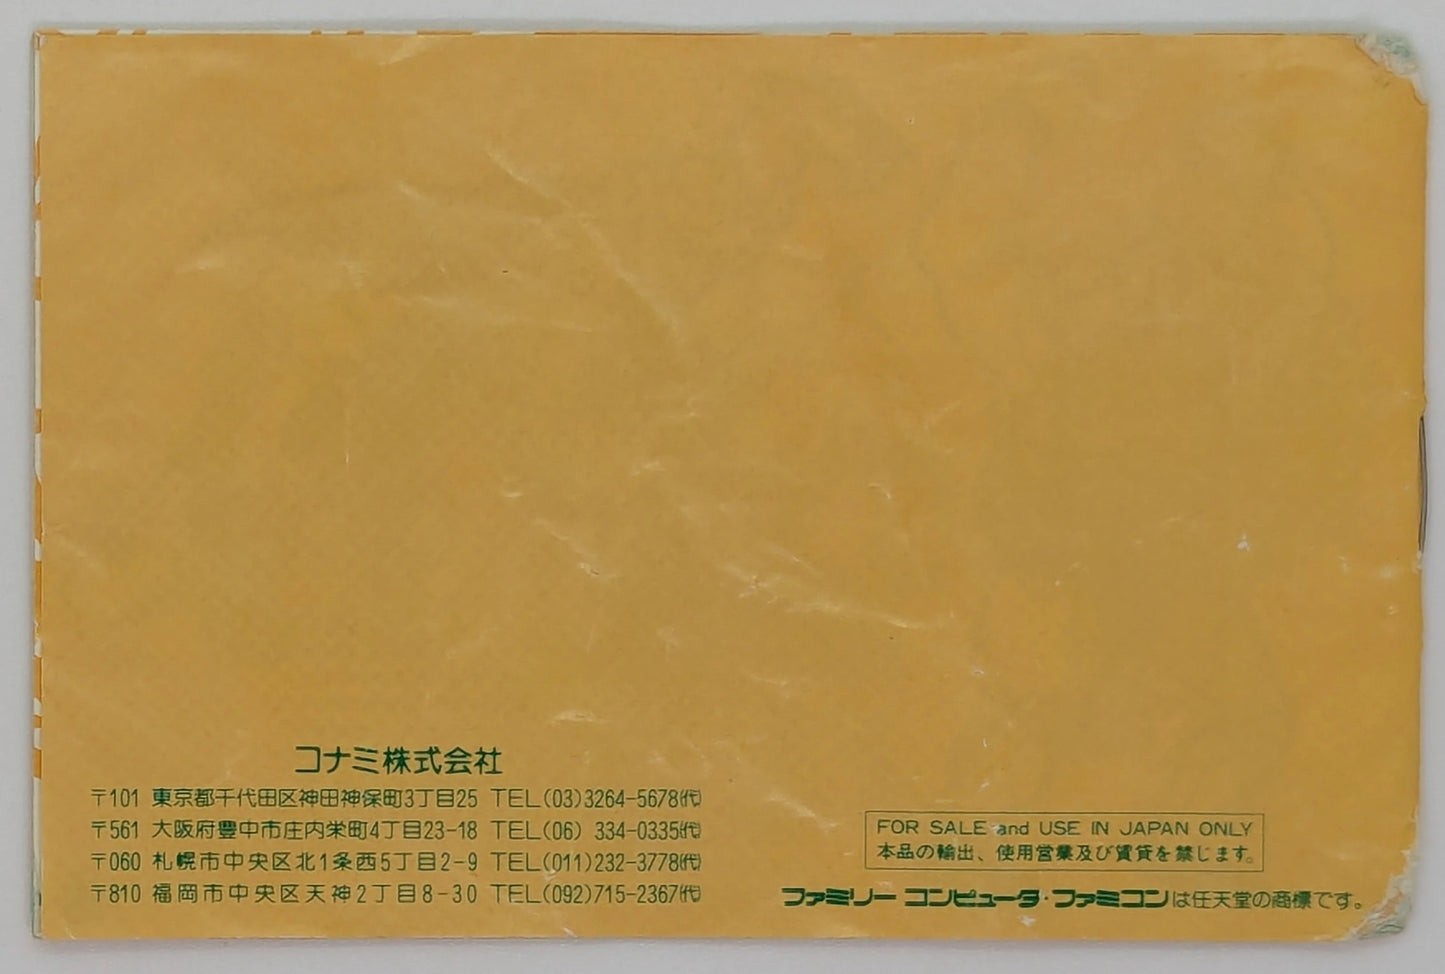 コナミ株式会社
〒101 東京都千代田区神田神保町3丁目25 TEL(03)3264-5678㈹
〒561 大阪府豊中市庄内栄町4丁目23-18 TEL(06) 334-0335㈹
〒060 札幌市中央区北1条西5丁目2-9 TEL(011)232-3778㈹
〒810 福岡市中央区天神2丁目8-30 TEL(092)715-2367㈹
FOR SALE and USE IN JAPAN ONLY
本品の輸出、使用営業及び賃貸を禁じます。
ファミリーコンピュータ・ファミコンは任天堂の商標です。